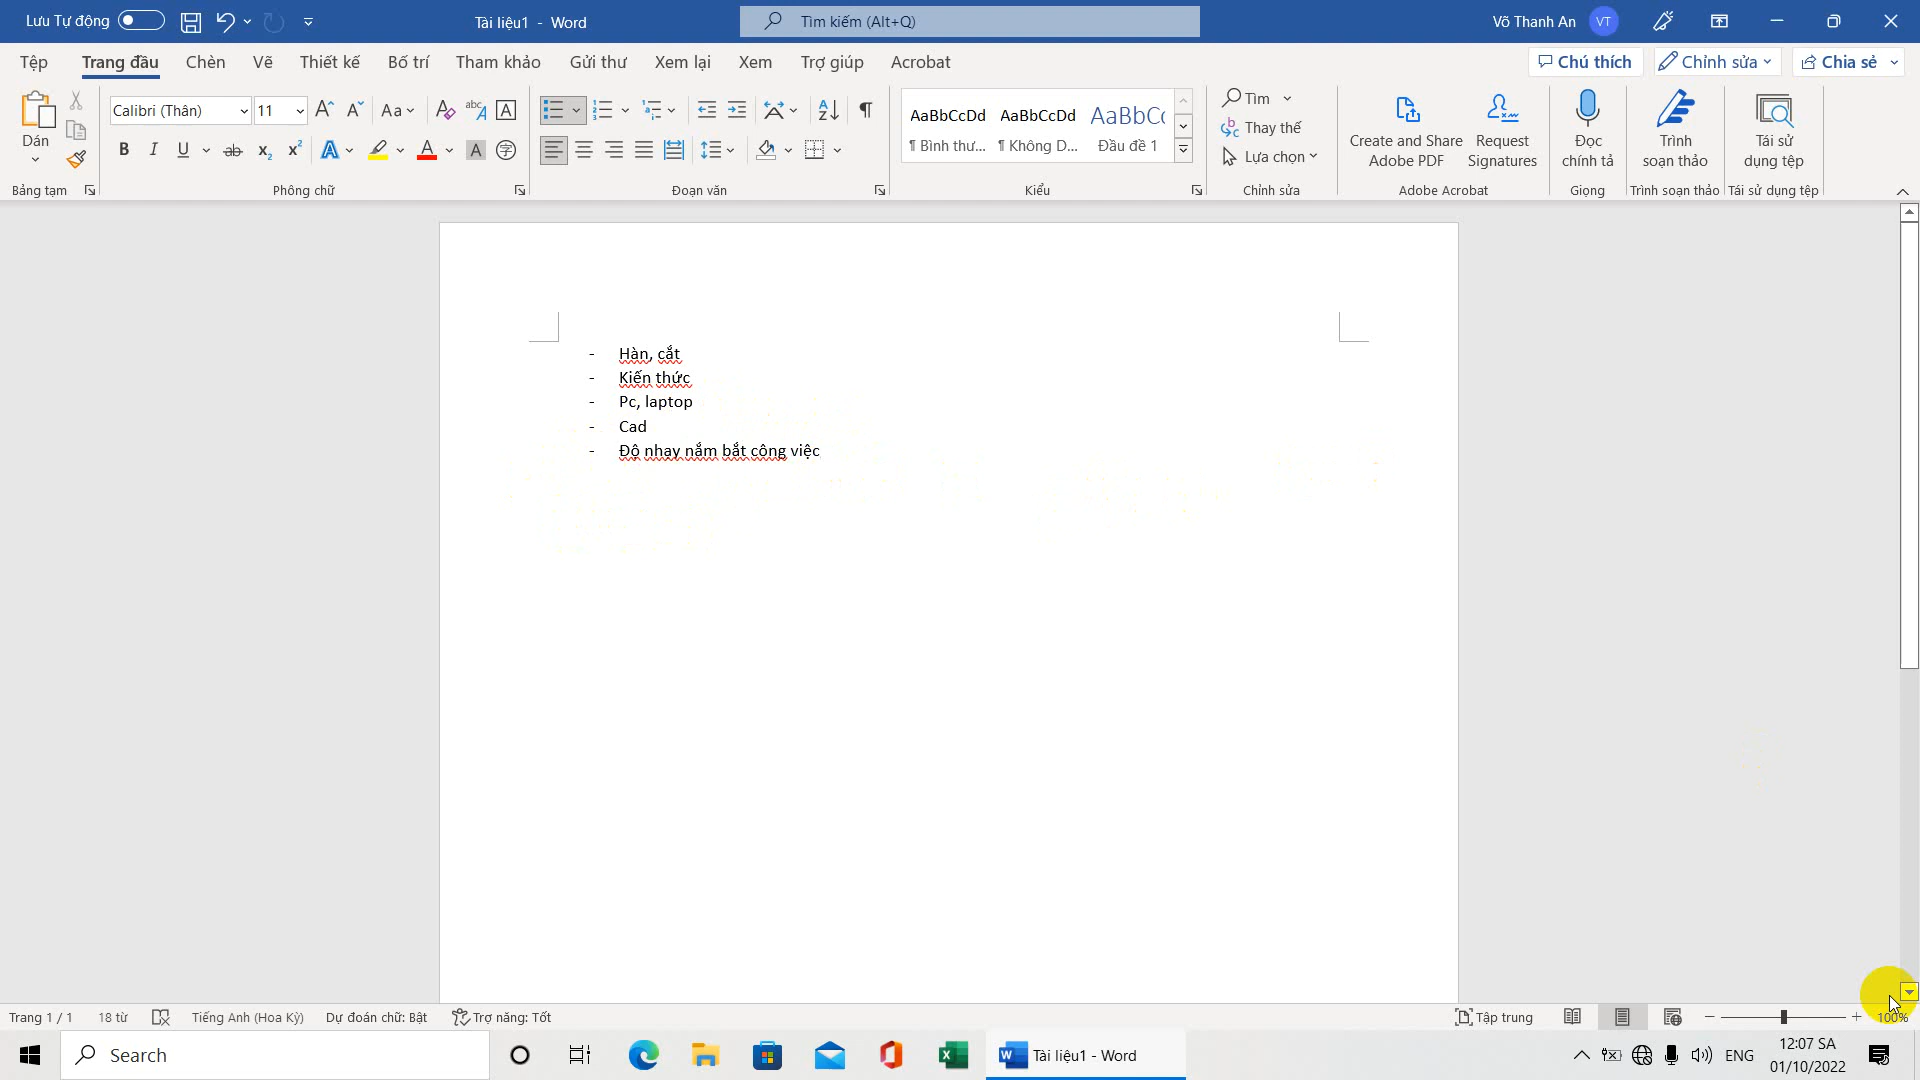 Lưu Tự động
Tài liệu1 - Word
Tìm kiếm (Alt+Q)
Võ Thanh An
VT
Tệp
Trang đầu
Chèn
Vẽ
Thiết kế
Bố trí
Tham khảo
Gửi thư
Xem lại
Xem
Trợ giúp
Acrobat
Chú thích
Chỉnh sửa
Chia sẻ
Dán
Bảng tạm
Calibri (Thân)
11
Phông chữ
Đoạn văn
AaBbCcDd
¶ Bình thư...
AaBbCcDd
¶ Không D...
AaBbCc
Đầu đề 1
Kiểu
Tìm
Thay thế
Lựa chọn
Chỉnh sửa
Create and Share
Adobe PDF
Request
Signatures
Adobe Acrobat
Đọc
chính tả
Giọng
Trình
soạn thảo
Trình soạn thảo
Tái sử
dụng tệp
Tái sử dụng tệp
- Hàn, cắt
- Kiến thức
- Pc, laptop
- Cad
- Độ nhạy nắm bắt công việc
Trang 1 / 1
18 từ
Tiếng Anh (Hoa Kỳ)
Dự đoán chữ: Bật
Trợ năng: Tốt
Tập trung
100%
Search
Tài liệu1 - Word
ENG
12:07 SA
01/10/2022